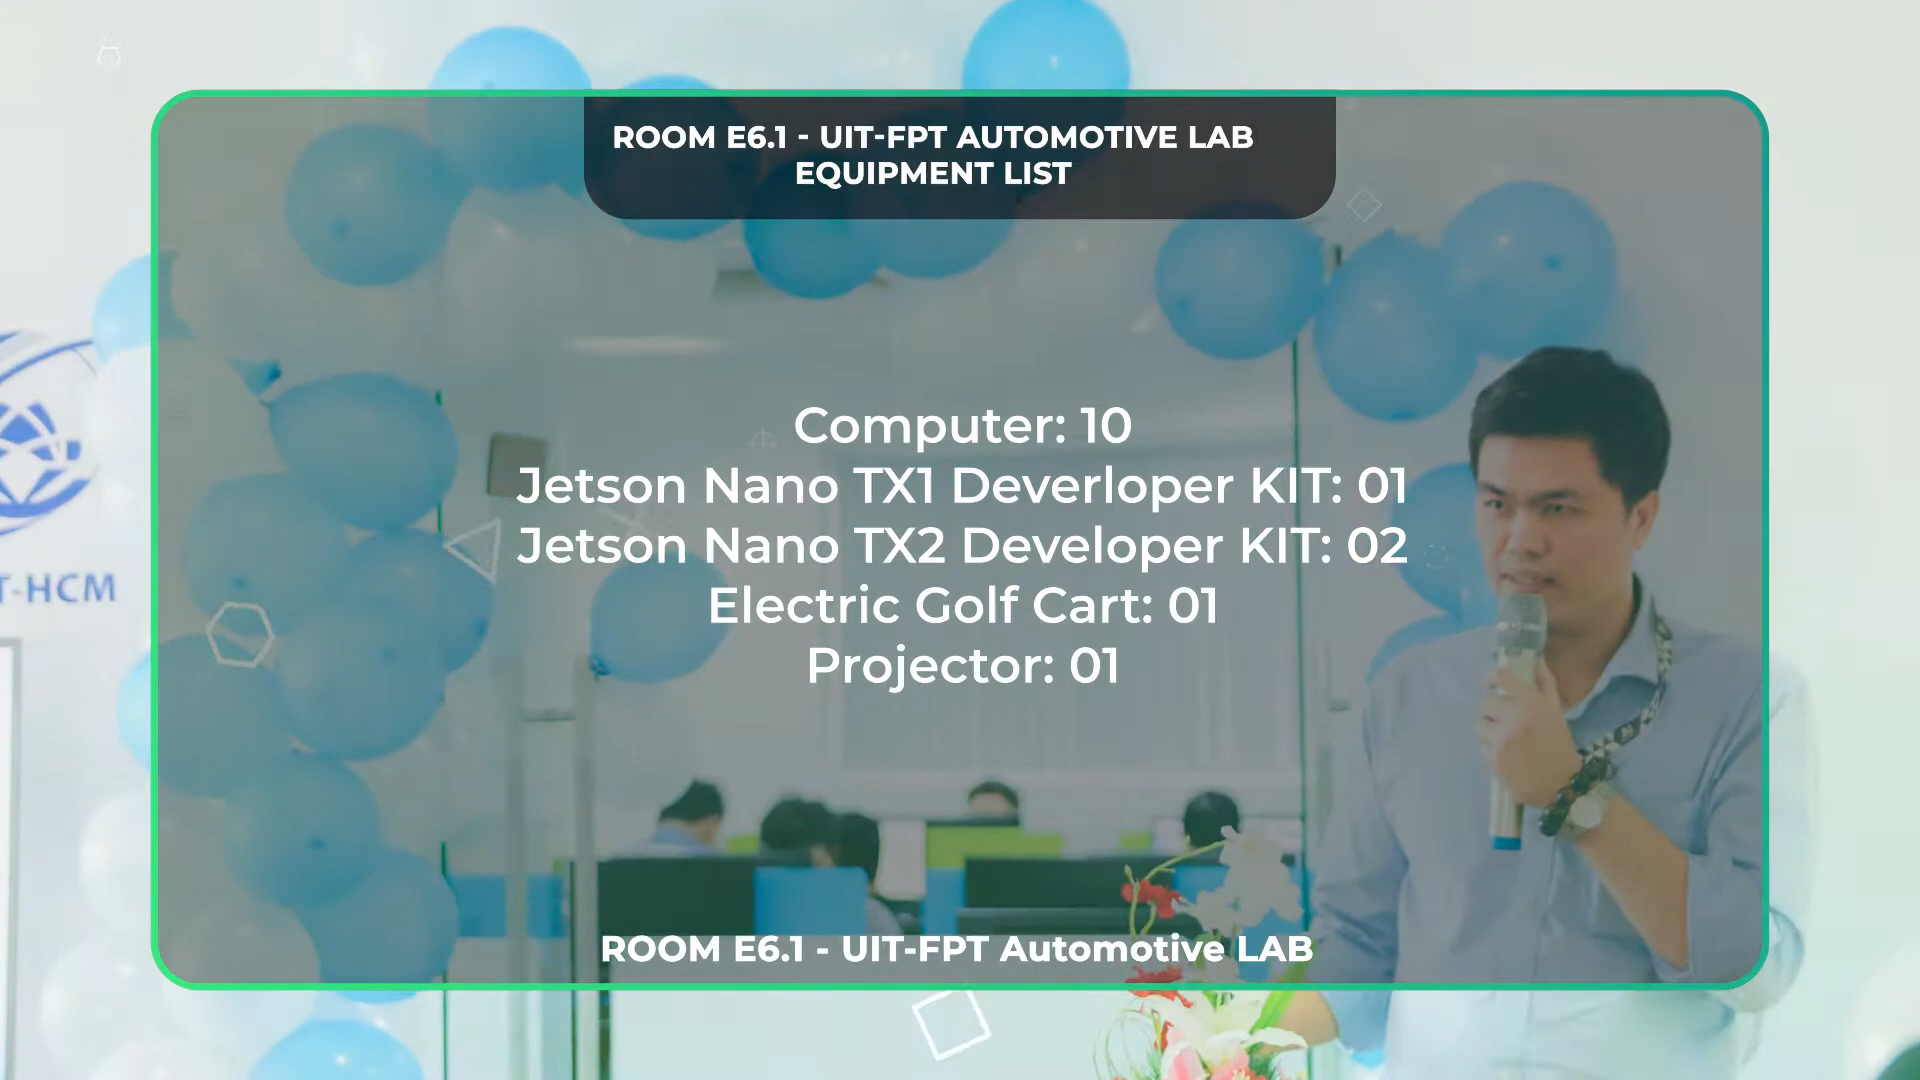 ROOM E6.1 - UIT-FPT AUTOMOTIVE LAB
EQUIPMENT LIST
Computer: 10
Jetson Nano TX1 Deverloper KIT: 01
Jetson Nano TX2 Developer KIT: 02
Electric Golf Cart: 01
Projector: 01
T-HCM
ROOM E6.1 - UIT-FPT Automotive LAB